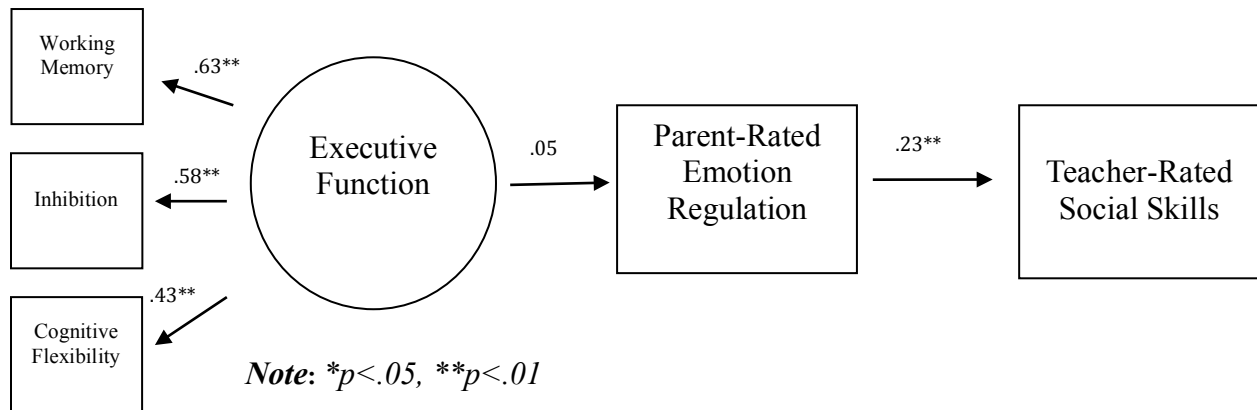 Working
Memory
.63**
Inhibition
.58**
Cognitive
Flexibility
.43**
Executive
Function
.05
Parent-Rated
Emotion
Regulation
.23**
Teacher-Rated
Social Skills
Note: *p<.05, **p<.01